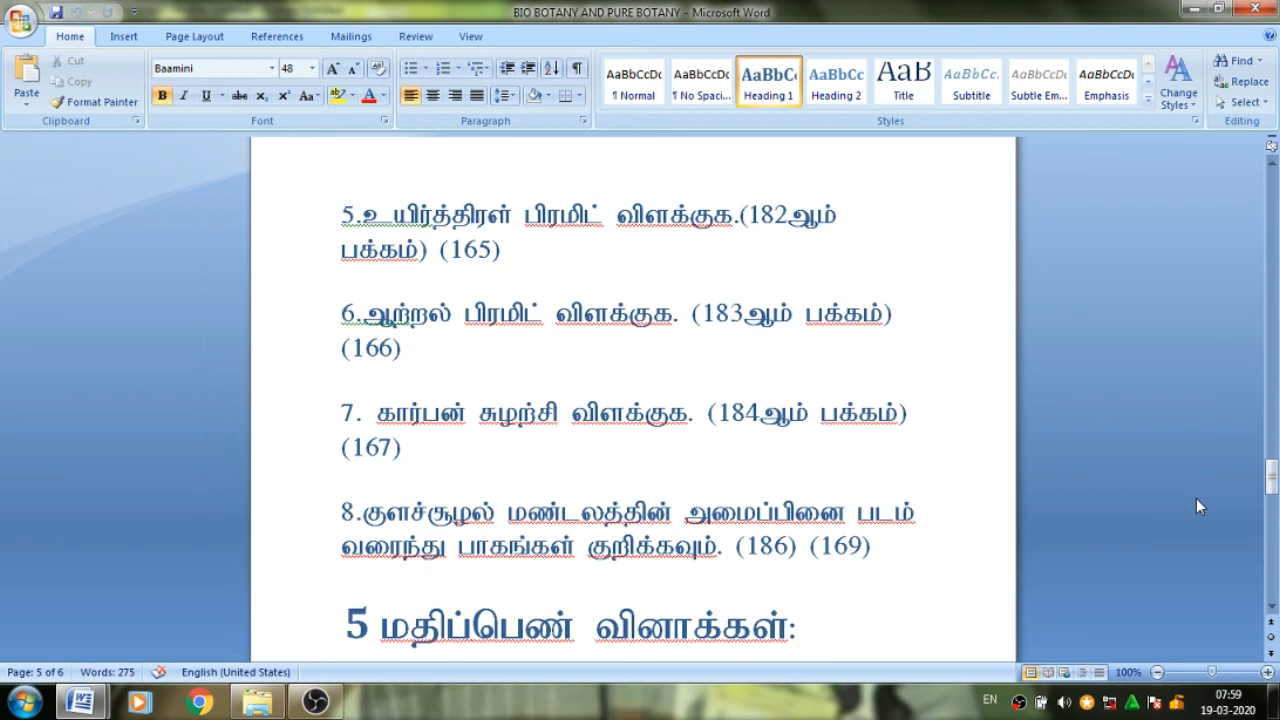 BIO BOTANY AND PURE BOTANY - Microsoft Word
Home Insert Page Layout References Mailings Review View
Paste
Cut
Copy
Format Painter
Clipboard
Baamini 48
Font
Paragraph
AaBbCcDc AaBbCcDc AaBbC AaBbCc AaB AaBbCc. AaBbCcDc AaBbCcDc
¶ Normal ¶ No Spaci... Heading 1 Heading 2 Title Subtitle Subtle Em... Emphasis
Change Styles
Styles
Find
Replace
Select
Editing
5.உயிர்த்திரள் பிரமிட் விளக்குக.(182ஆம்
பக்கம்) (165)
6.ஆற்றல் பிரமிட் விளக்குக. (183ஆம் பக்கம்)
(166)
7. கார்பன் சுழற்சி விளக்குக. (184ஆம் பக்கம்)
(167)
8.குளச்சூழல் மண்டலத்தின் அமைப்பினை படம்
வரைந்து பாகங்கள் குறிக்கவும். (186) (169)
5 மதிப்பெண் வினாக்கள்:
Page: 5 of 6 Words: 275 English (United States) 100%
EN 07:59
19-03-2020